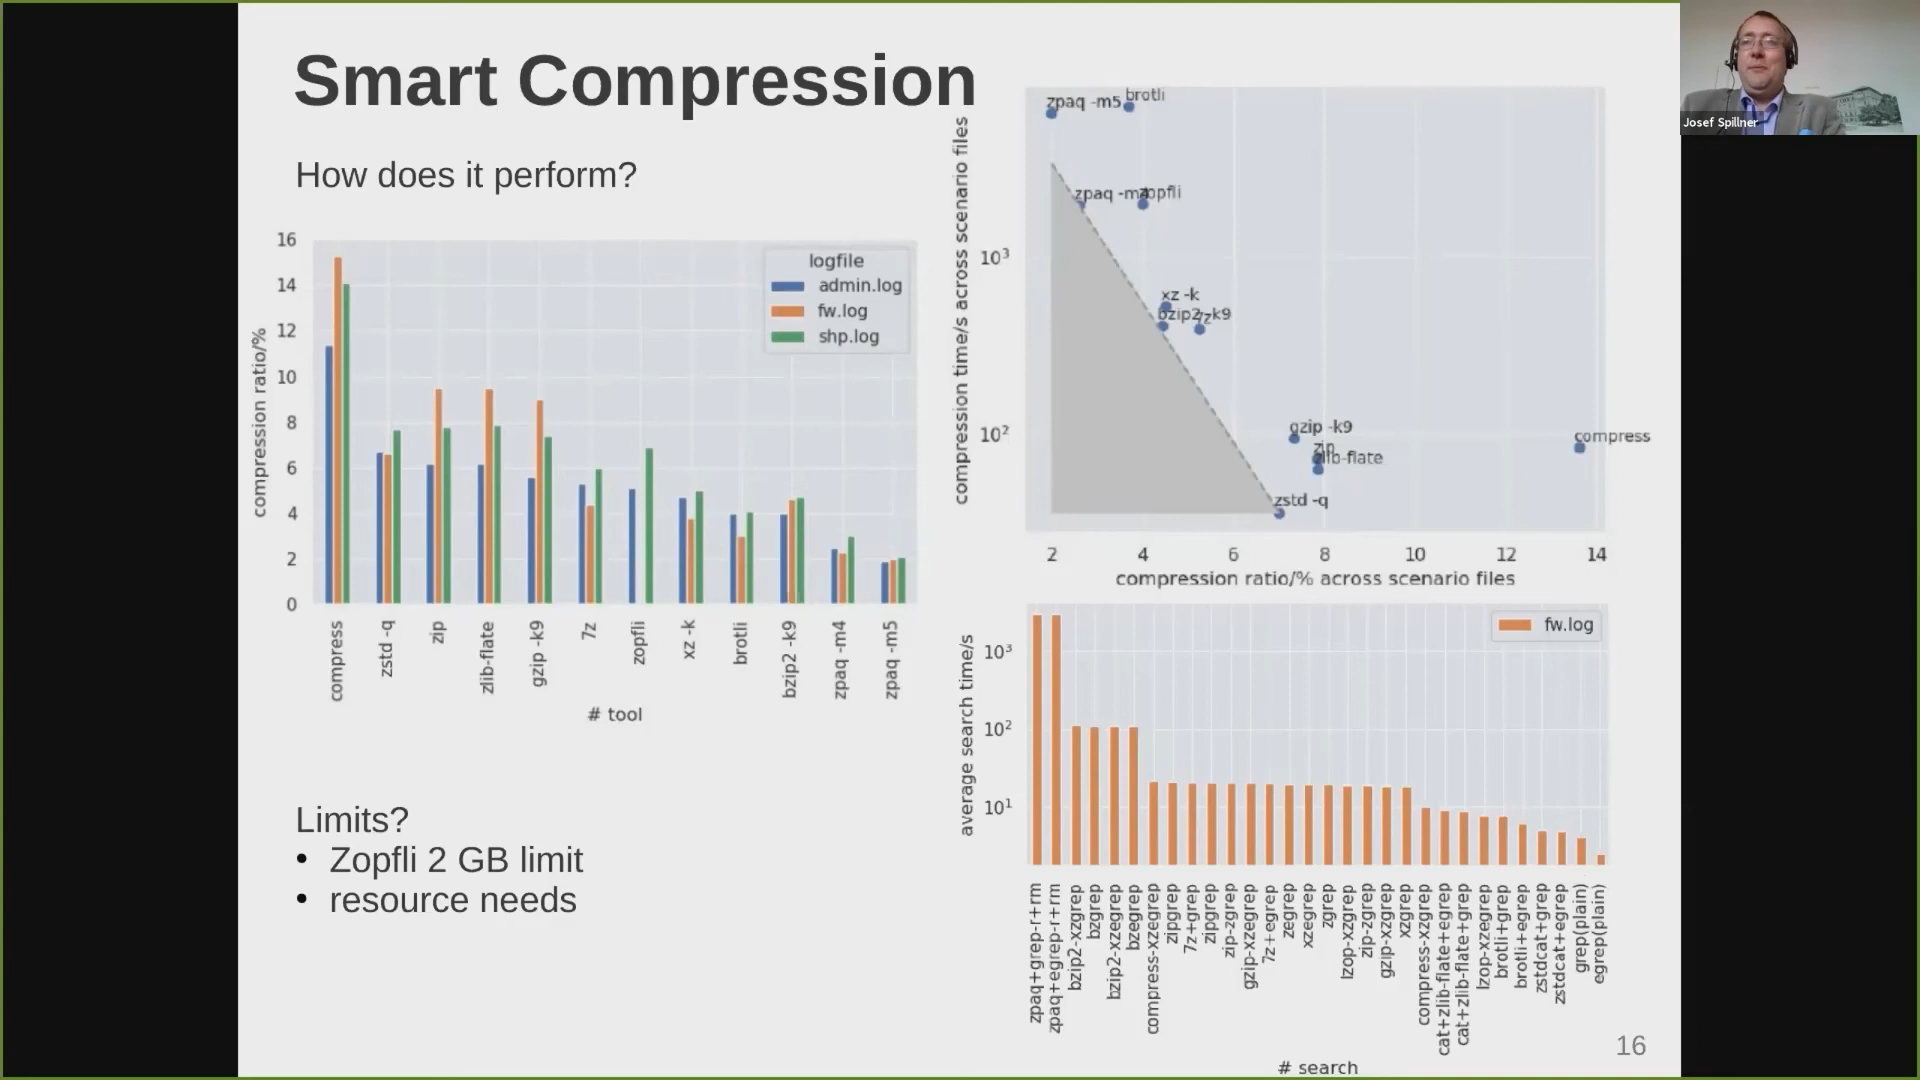 Smart Compression
How does it perform?
16
14
12
10
8
6
4
2
0
compression ratio/%
logfile
admin.log
fw.log
shp.log
compress
zstd -q
zip
zlib-flate
gzip -k9
7z
zopfli
xz -k
brotli
bzip2 -k9
zpaq -m4
zpaq -m5
# tool
Limits?
• Zopfli 2 GB limit
• resource needs
compression time/s across scenario files
10³
10²
zpaq -m5
brotli
zpaq -m4
zopfli
xz -k
bzip2 -k9
7z
gzip -k9
zip
zlib-flate
zstd -q
compress
2 4 6 8 10 12 14
compression ratio/% across scenario files
average search time/s
10³
10²
10¹
fw.log
zpaq+grep-r+rm
zpaq+egrep-r+rm
bzip2-xzgrep
bzgrep
bzip2-xzegrep
bzegrep
compress-xzegrep
zipgrep
7z+grep
zipgrep
zip-zgrep
gzip-xzegrep
7z+egrep
zegrep
xzegrep
zgrep
lzop-xzgrep
zip-zgrep
gzip-xzgrep
xzgrep
compress-xzgrep
cat+zlib-flate+egrep
cat+zlib-flate+grep
lzop-xzegrep
brotli+grep
brotli+egrep
zstdcat+grep
zstdcat+egrep
grep(plain)
egrep(plain)
# search
16
Josef Spillner